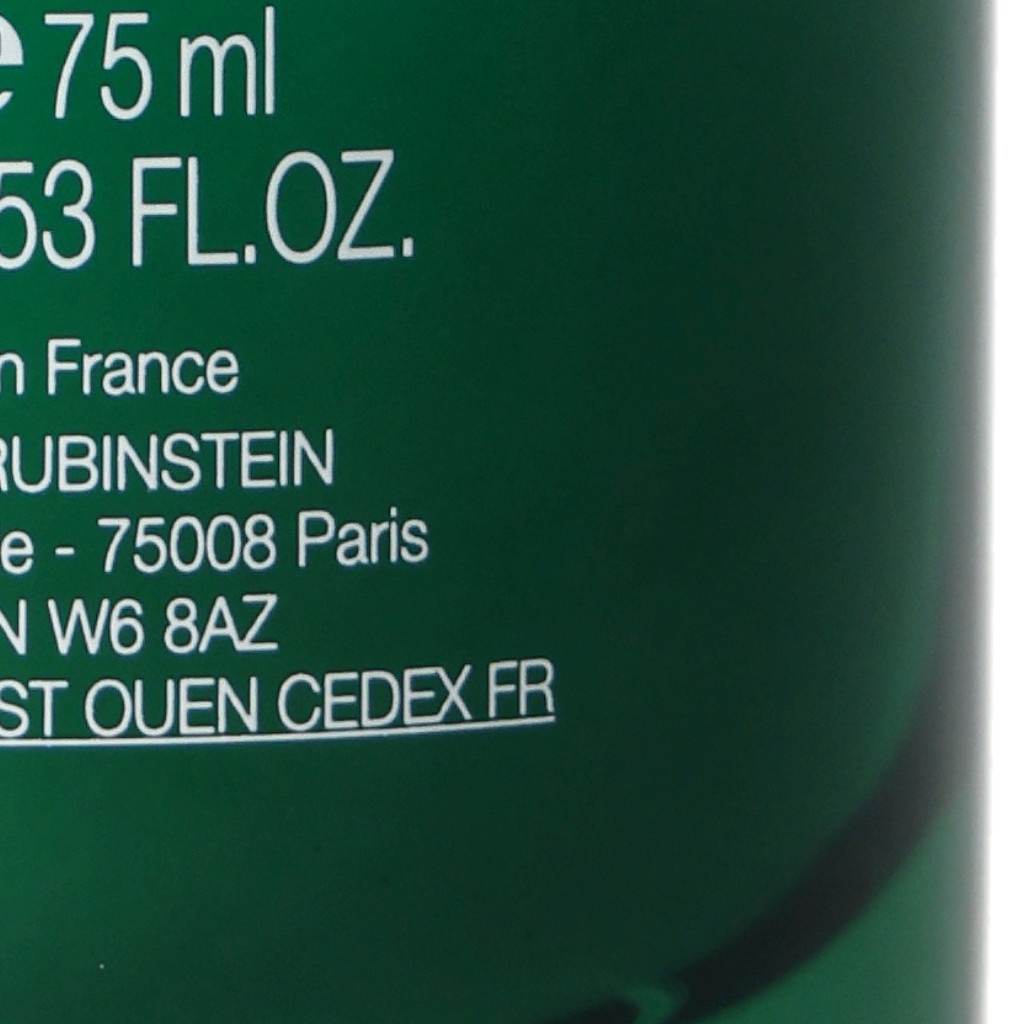 e 75 ml
53 FL.OZ.
n France
RUBINSTEIN
e - 75008 Paris
N W6 8AZ
ST OUEN CEDEX FR